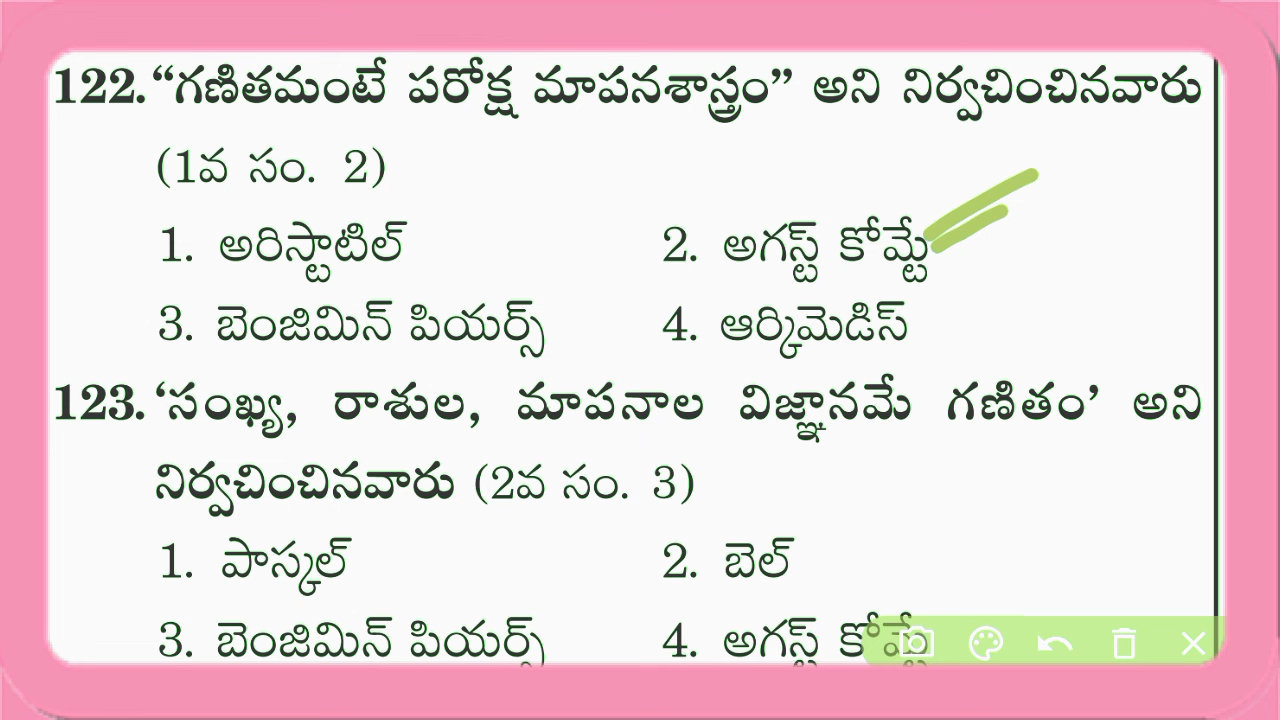 122. “గణితమంటే పరోక్ష మాపనశాస్త్రం” అని నిర్వచించినవారు
(1వ సం. 2)
1. అరిస్టాటిల్ 2. అగస్ట్ కోమ్టే
3. బెంజిమిన్ పియర్స్ 4. ఆర్కిమెడిస్
123. ‘సంఖ్య, రాశుల, మాపనాల విజ్ఞానమే గణితం’ అని
నిర్వచించినవారు (2వ సం. 3)
1. పాస్కల్ 2. బెల్
3. బెంజిమిన్ పియర్స్ 4. అగస్ట్ కోమ్టే